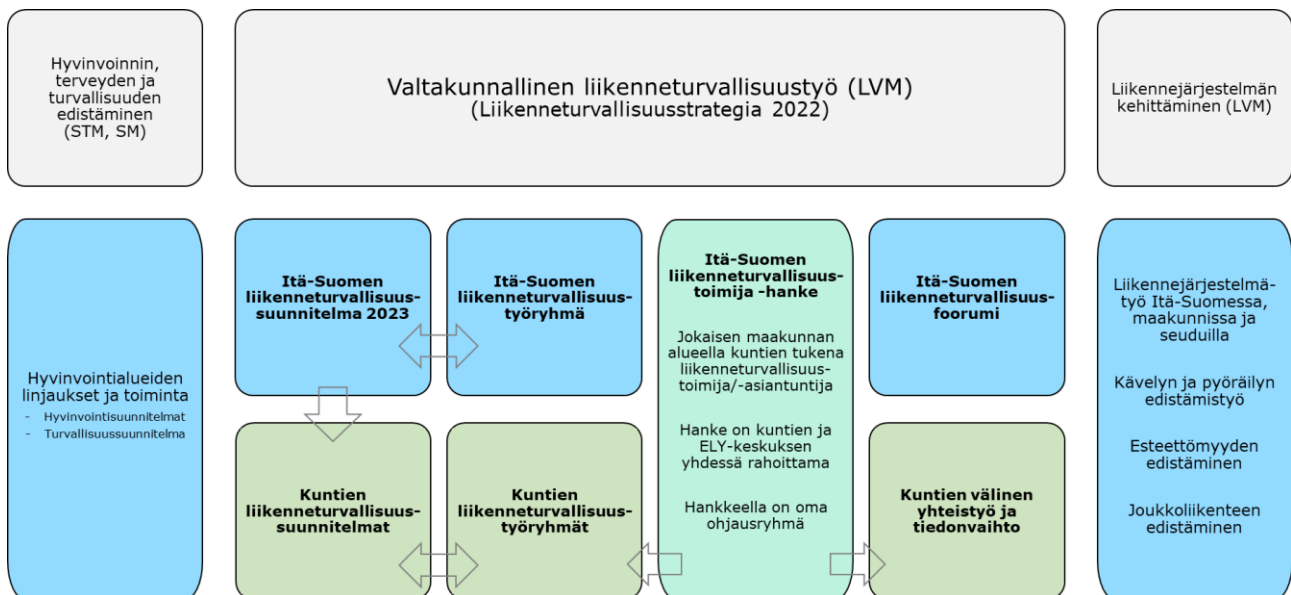 Hyvinvoinnin,
terveyden ja
turvallisuuden
edistäminen
(STM, SM)
Valtakunnallinen liikenneturvallisuustyö (LVM)
(Liikenneturvallisuusstrategia 2022)
Liikennejärjestelmän
kehittäminen (LVM)
Hyvinvointialueiden
linjaukset ja toiminta
- Hyvinvointisuunnitelmat
- Turvallisuussuunnitelma
Itä-Suomen
liikenneturvallisuus-
suunnitelma 2023
Itä-Suomen
liikenneturvallisuus-
työryhmä
Itä-Suomen
liikenneturvallisuus-
toimija -hanke
Jokaisen maakunnan
alueella kuntien tukena
liikenneturvallisuus-
toimija/-asiantuntija
Hanke on kuntien ja
ELY-keskuksen
yhdessä rahoittama
Hankkeella on oma
ohjausryhmä
Itä-Suomen
liikenneturvallisuus-
foorumi
Kuntien
liikenneturvallisuus-
suunnitelmat
Kuntien
liikenneturvallisuus-
työryhmät
Kuntien välinen
yhteistyö ja
tiedonvaihto
Liikennejärjestelmä-
työ Itä-Suomessa,
maakunnissa ja
seuduilla
Kävelyn ja pyöräilyn
edistämistyö
Esteettömyyden
edistäminen
Joukkoliikenteen
edistäminen